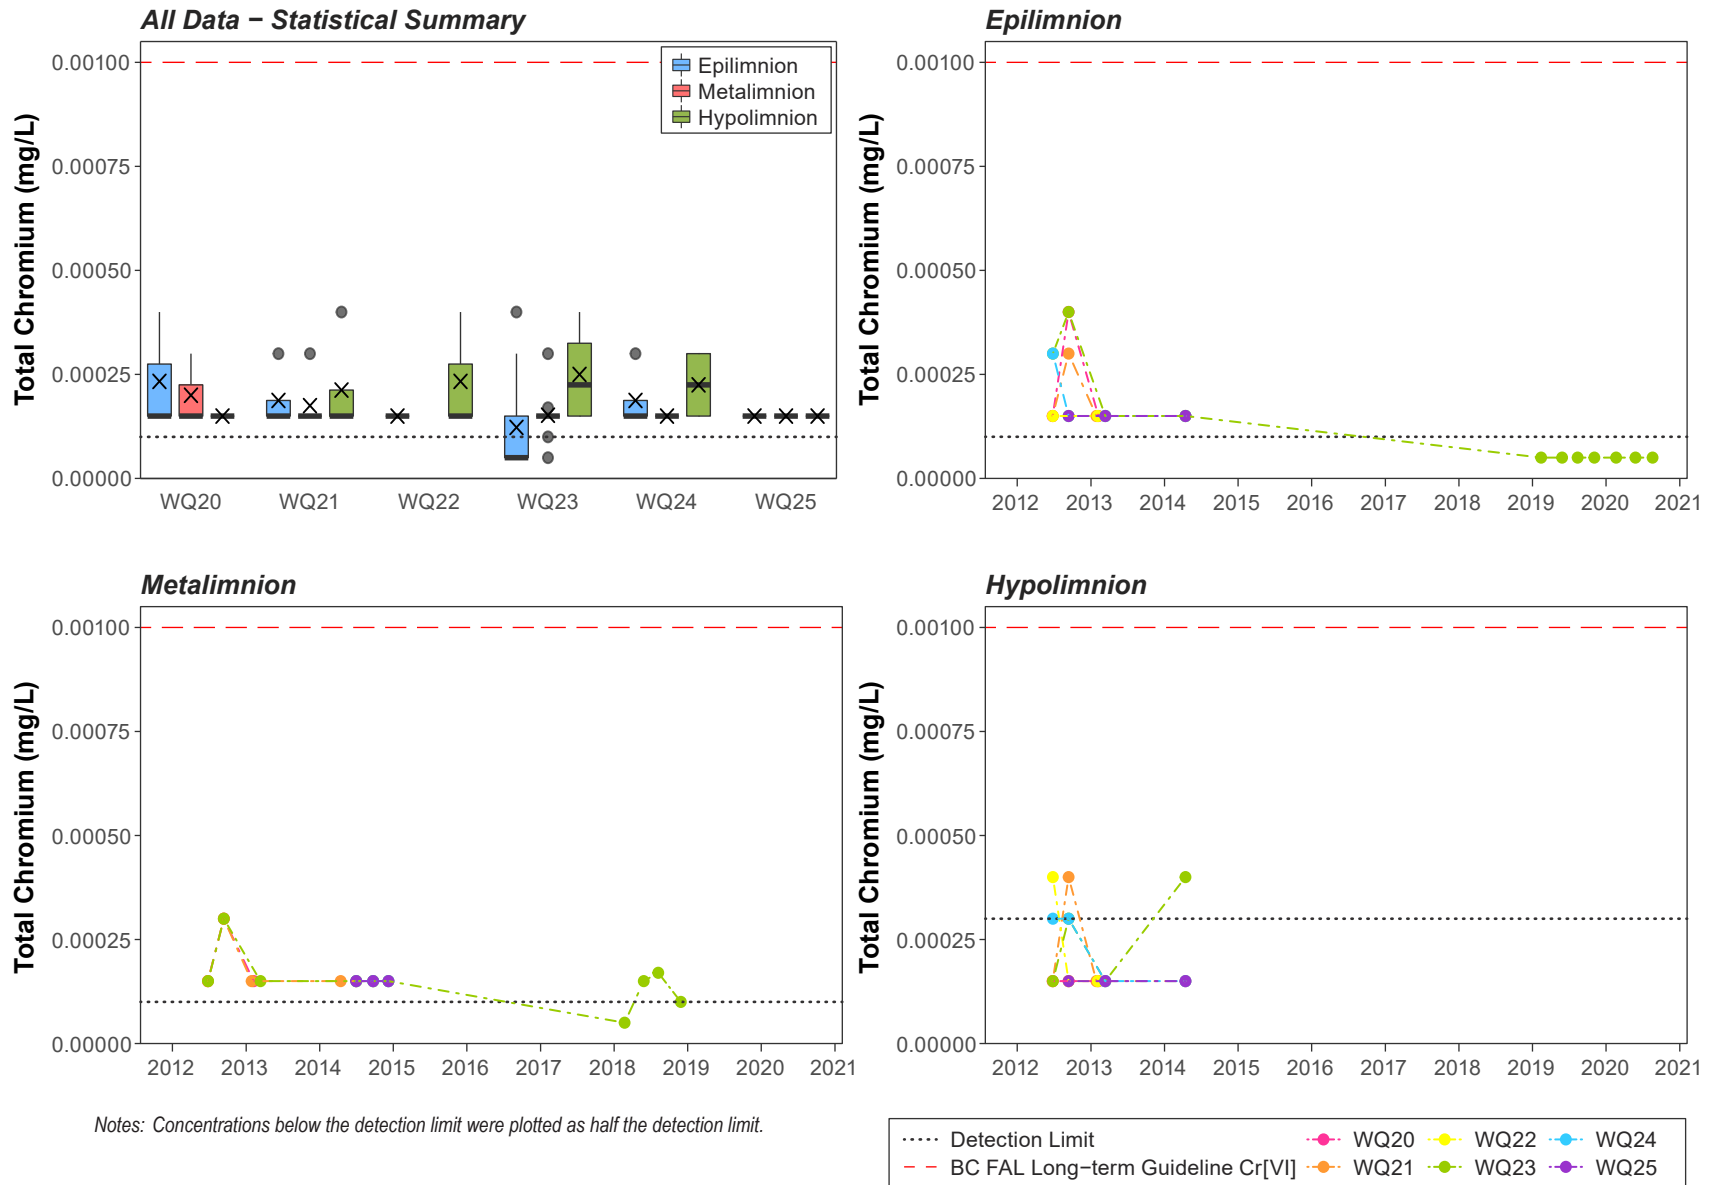 All Data − Statistical Summary
Total Chromium (mg/L)
0.00100
0.00075
0.00050
0.00025
0.00000
Epilimnion
Metalimnion
Hypolimnion
WQ20 WQ21 WQ22 WQ23 WQ24 WQ25
Epilimnion
Total Chromium (mg/L)
0.00100
0.00075
0.00050
0.00025
0.00000
2012 2013 2014 2015 2016 2017 2018 2019 2020 2021
Metalimnion
Total Chromium (mg/L)
0.00100
0.00075
0.00050
0.00025
0.00000
2012 2013 2014 2015 2016 2017 2018 2019 2020 2021
Hypolimnion
Total Chromium (mg/L)
0.00100
0.00075
0.00050
0.00025
0.00000
2012 2013 2014 2015 2016 2017 2018 2019 2020 2021
Notes: Concentrations below the detection limit were plotted as half the detection limit.
Detection Limit WQ20 WQ22 WQ24
BC FAL Long−term Guideline Cr[VI] WQ21 WQ23 WQ25